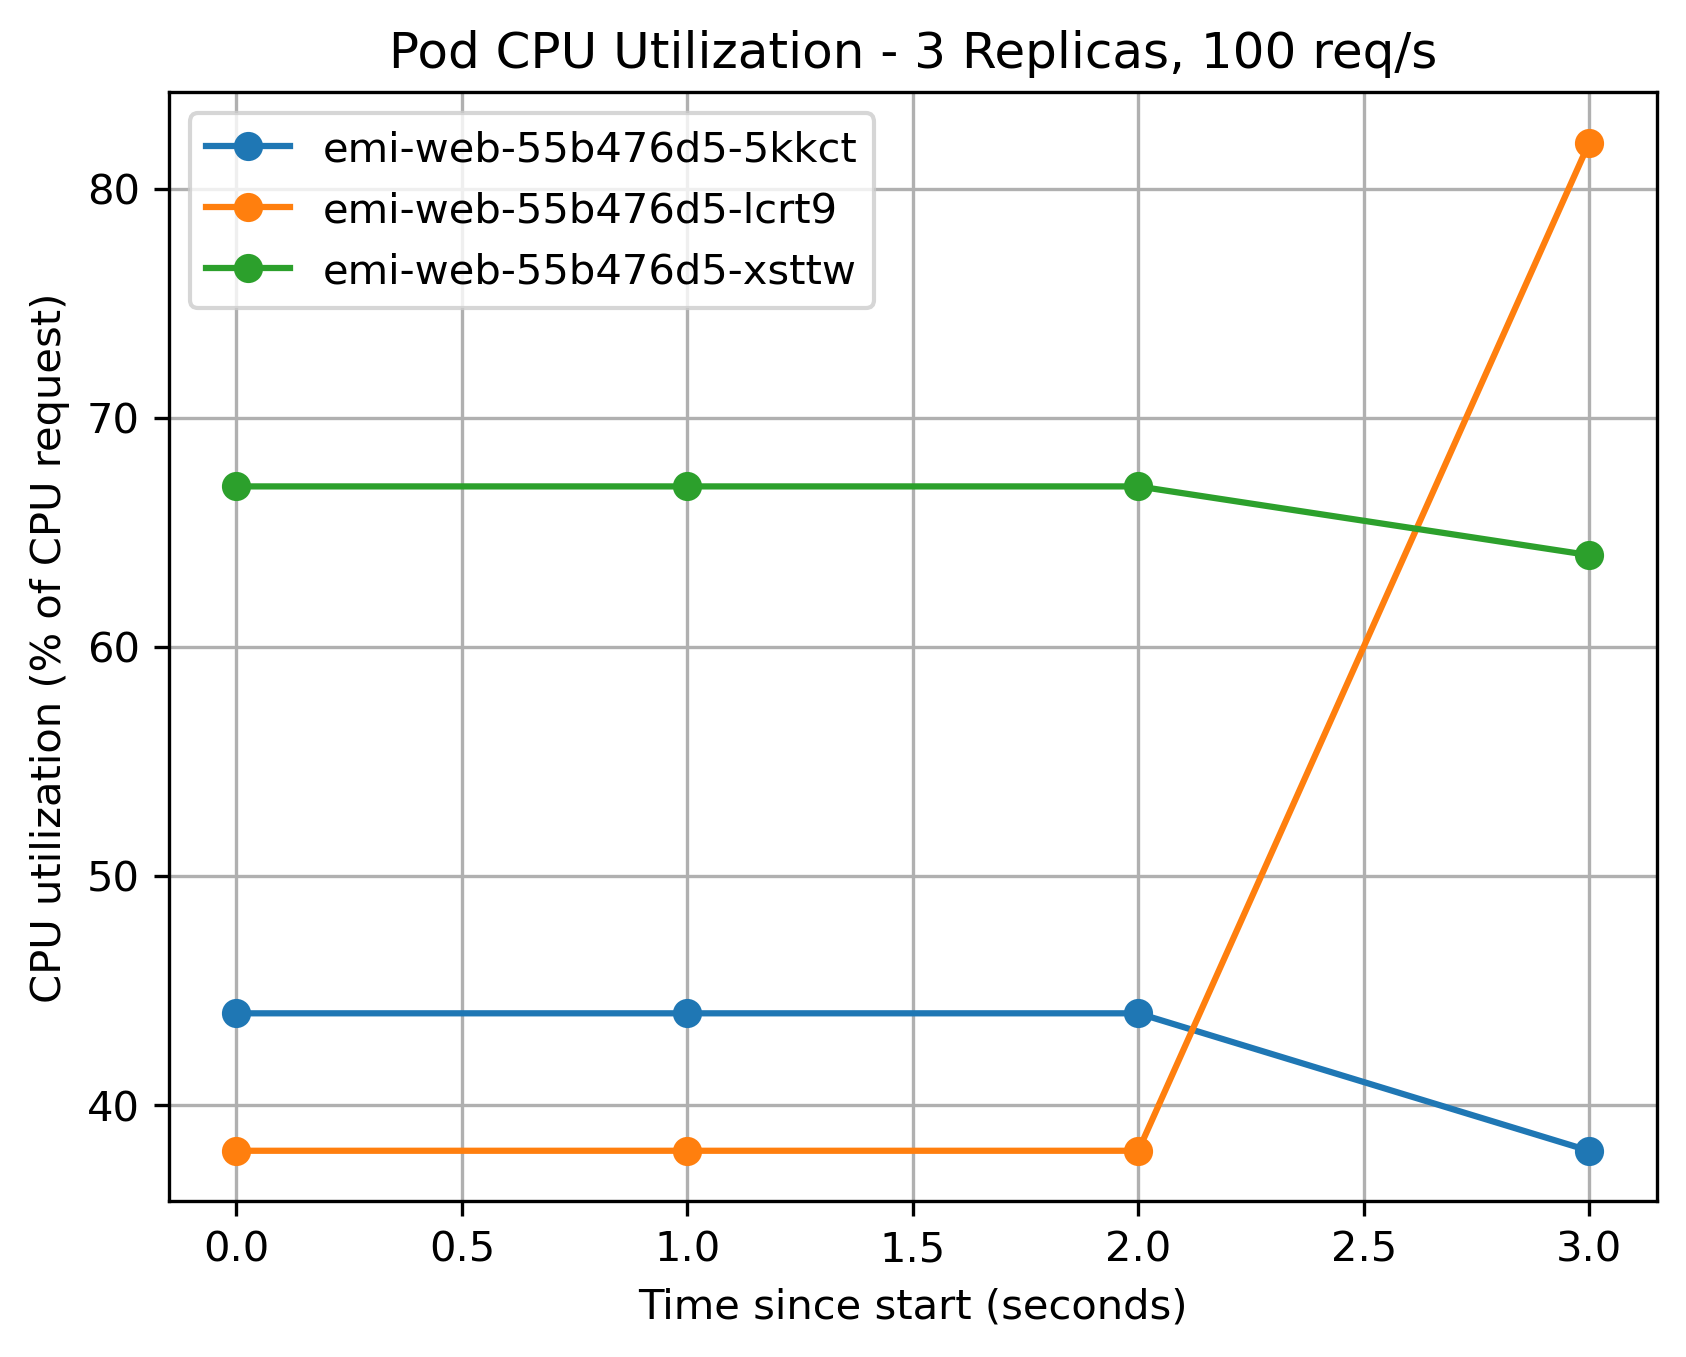 Pod CPU Utilization - 3 Replicas, 100 req/s
emi-web-55b476d5-5kkct
emi-web-55b476d5-lcrt9
emi-web-55b476d5-xsttw
CPU utilization (% of CPU request)
80
70
60
50
40
0.0 0.5 1.0 1.5 2.0 2.5 3.0
Time since start (seconds)